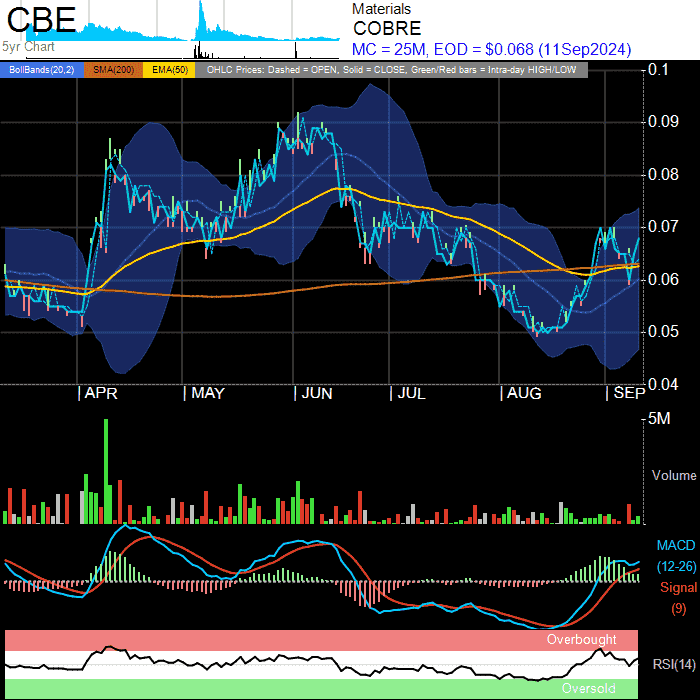 CBE
5yr Chart
Materials
COBRE
MC = 25M, EOD = $0.068 (11Sep2024)
BollBands(20,2) SMA(200) EMA(50) OHLC Prices: Dashed = OPEN, Solid = CLOSE, Green/Red bars = Intra-day HIGH/LOW
0.1
0.09
0.08
0.07
0.06
0.05
0.04
APR MAY JUN JUL AUG SEP
5M
Volume
MACD
(12-26)
Signal
(9)
Overbought
RSI(14)
Oversold